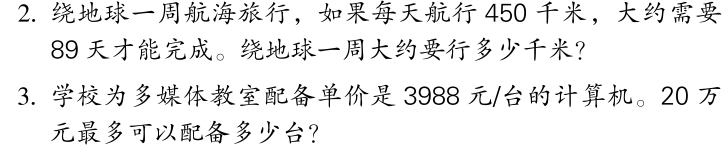 2. 绕地球一周航海旅行，如果每天航行 450 千米，大约需要
89 天才能完成。绕地球一周大约要行多少千米？
3. 学校为多媒体教室配备单价是 3988 元/台的计算机。20 万
元最多可以配备多少台？